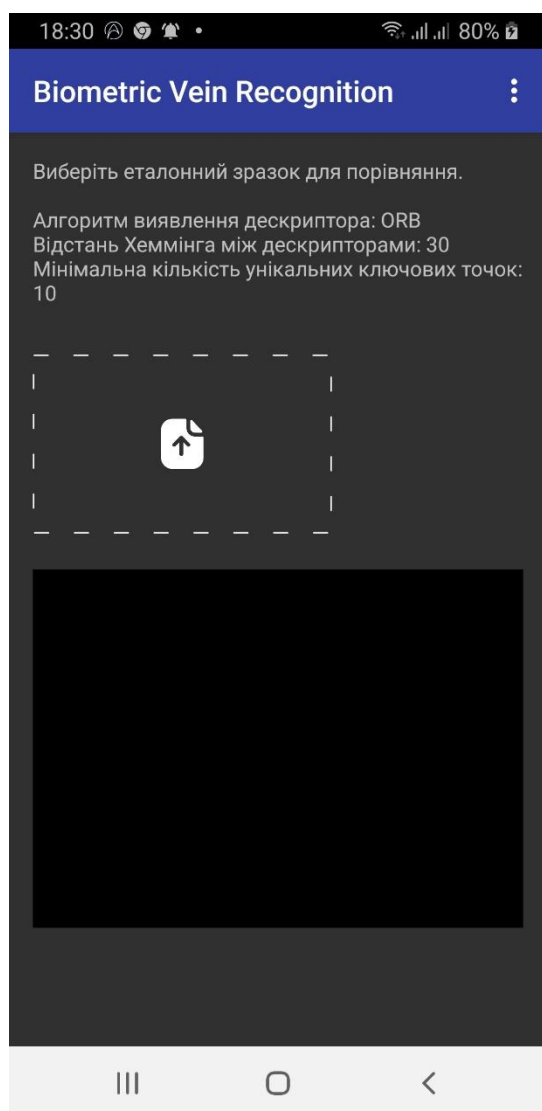 18:30 80%
Biometric Vein Recognition
Виберіть еталонний зразок для порівняння.
Алгоритм виявлення дескриптора: ORB
Відстань Хеммінга між дескрипторами: 30
Мінімальна кількість унікальних ключових точок:
10